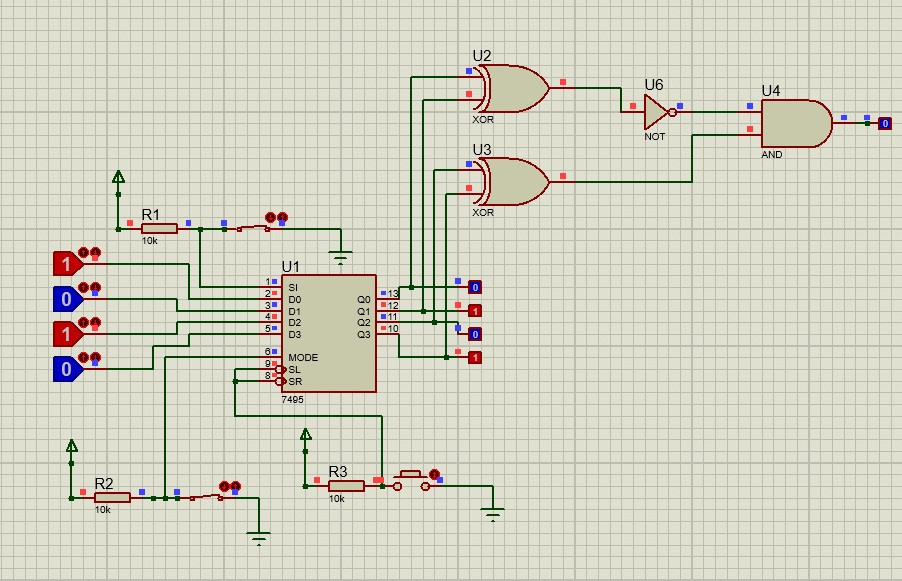 U2
XOR
U6
NOT
U4
AND
0
U3
XOR
R1
10k
1
0
1
0
U1
1 SI
2 D0
3 D1
4 D2
5 D3
6 MODE
9 SL
8 SR
Q0 13
Q1 12
Q2 11
Q3 10
7495
0
1
0
1
R2
10k
R3
10k